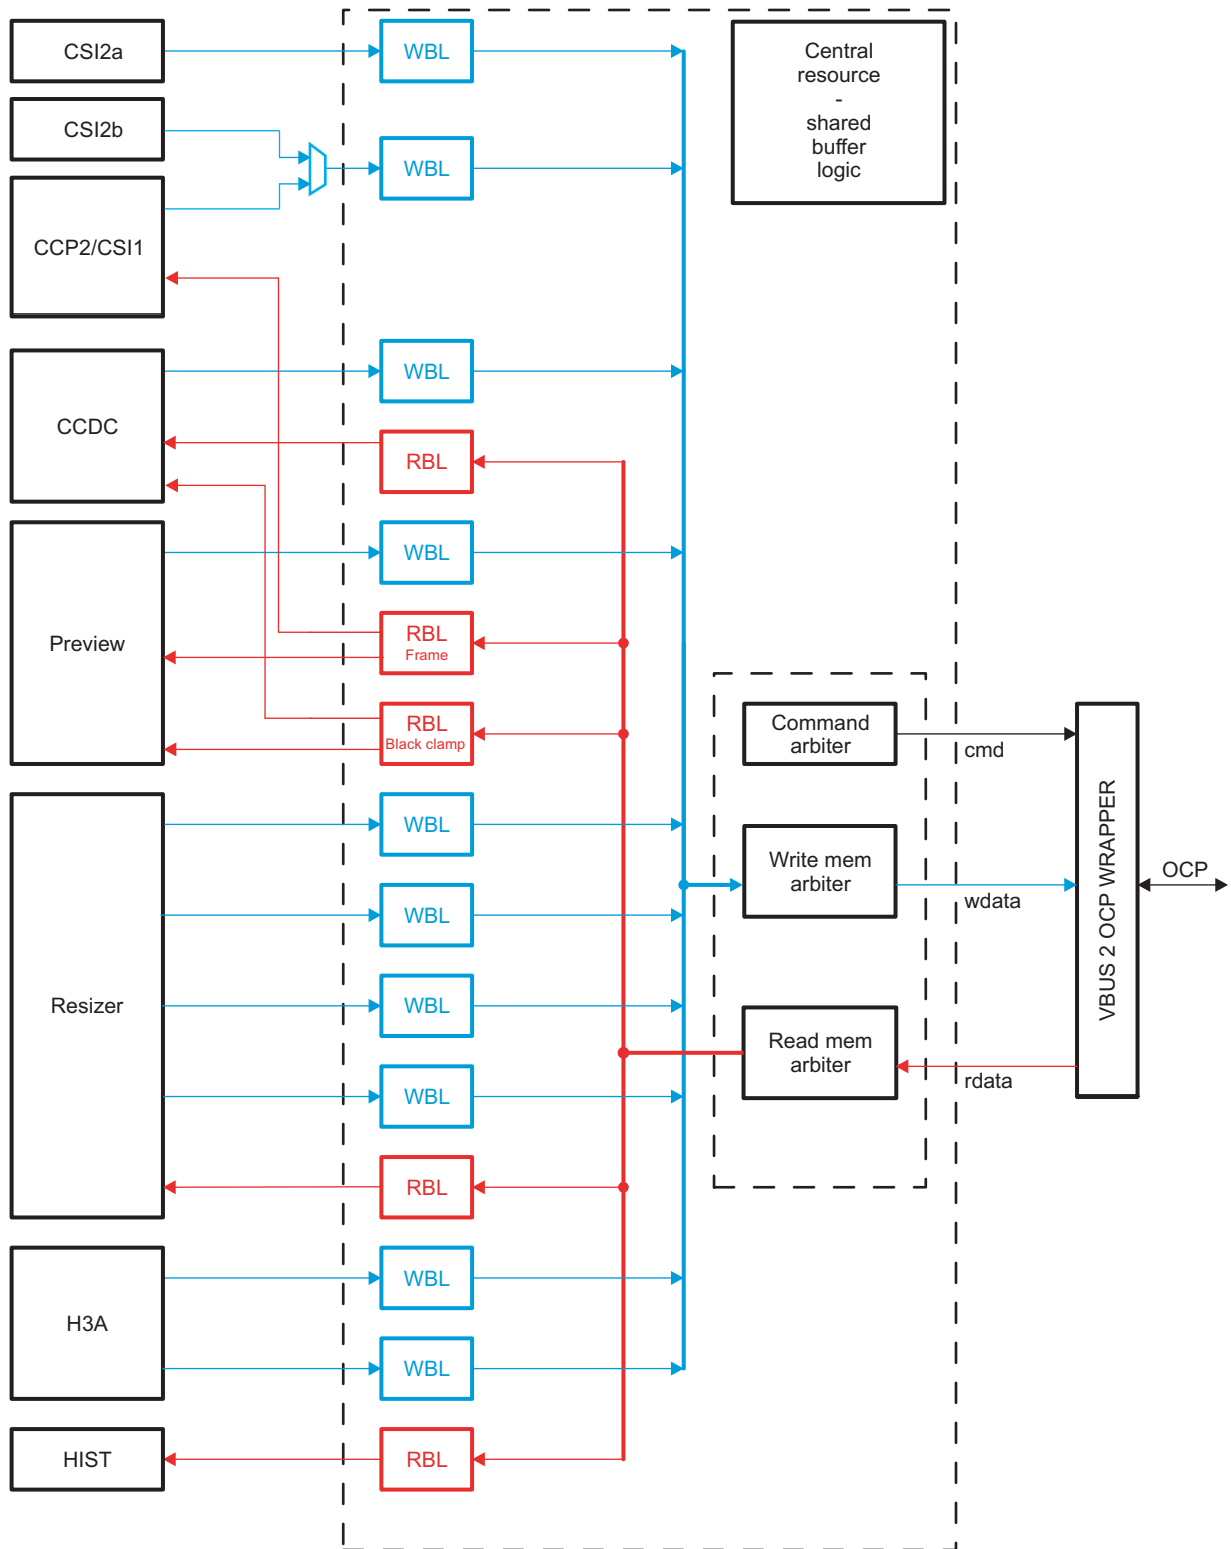 CSI2a
WBL
Central
resource
-
shared
buffer
logic
CSI2b
WBL
CCP2/CSI1
WBL
CCDC
RBL
WBL
Preview
RBL
Frame
RBL
Black clamp
Command
arbiter
cmd
WBL
Write mem
arbiter
wdata
VBUS 2 OCP WRAPPER
OCP
WBL
Resizer
WBL
Read mem
arbiter
rdata
WBL
RBL
WBL
H3A
WBL
HIST
RBL